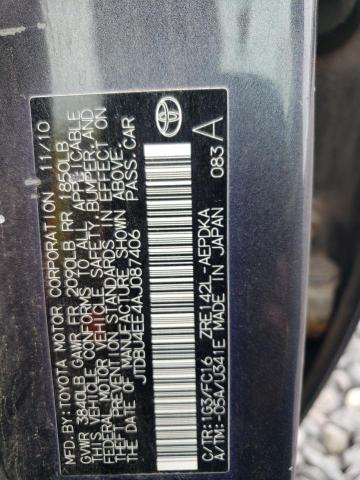 MFD. BY: TOYOTA MOTOR CORPORATION 11/10
GVWR 3840LB GAWR FR 2090LB RR 1850LB
THIS VEHICLE CONFORMS TO ALL APPLICABLE
FEDERAL MOTOR VEHICLE SAFETY, BUMPER, AND
THEFT PREVENTION STANDARDS IN EFFECT ON
THE DATE OF MANUFACTURE SHOWN ABOVE.
JTDBU4EE4AJ087406 PASS. CAR
083 A
C/TR: 1G3/FC16 ZRE142L-AEPDKA
A/TM: -03A/U341E MADE IN JAPAN